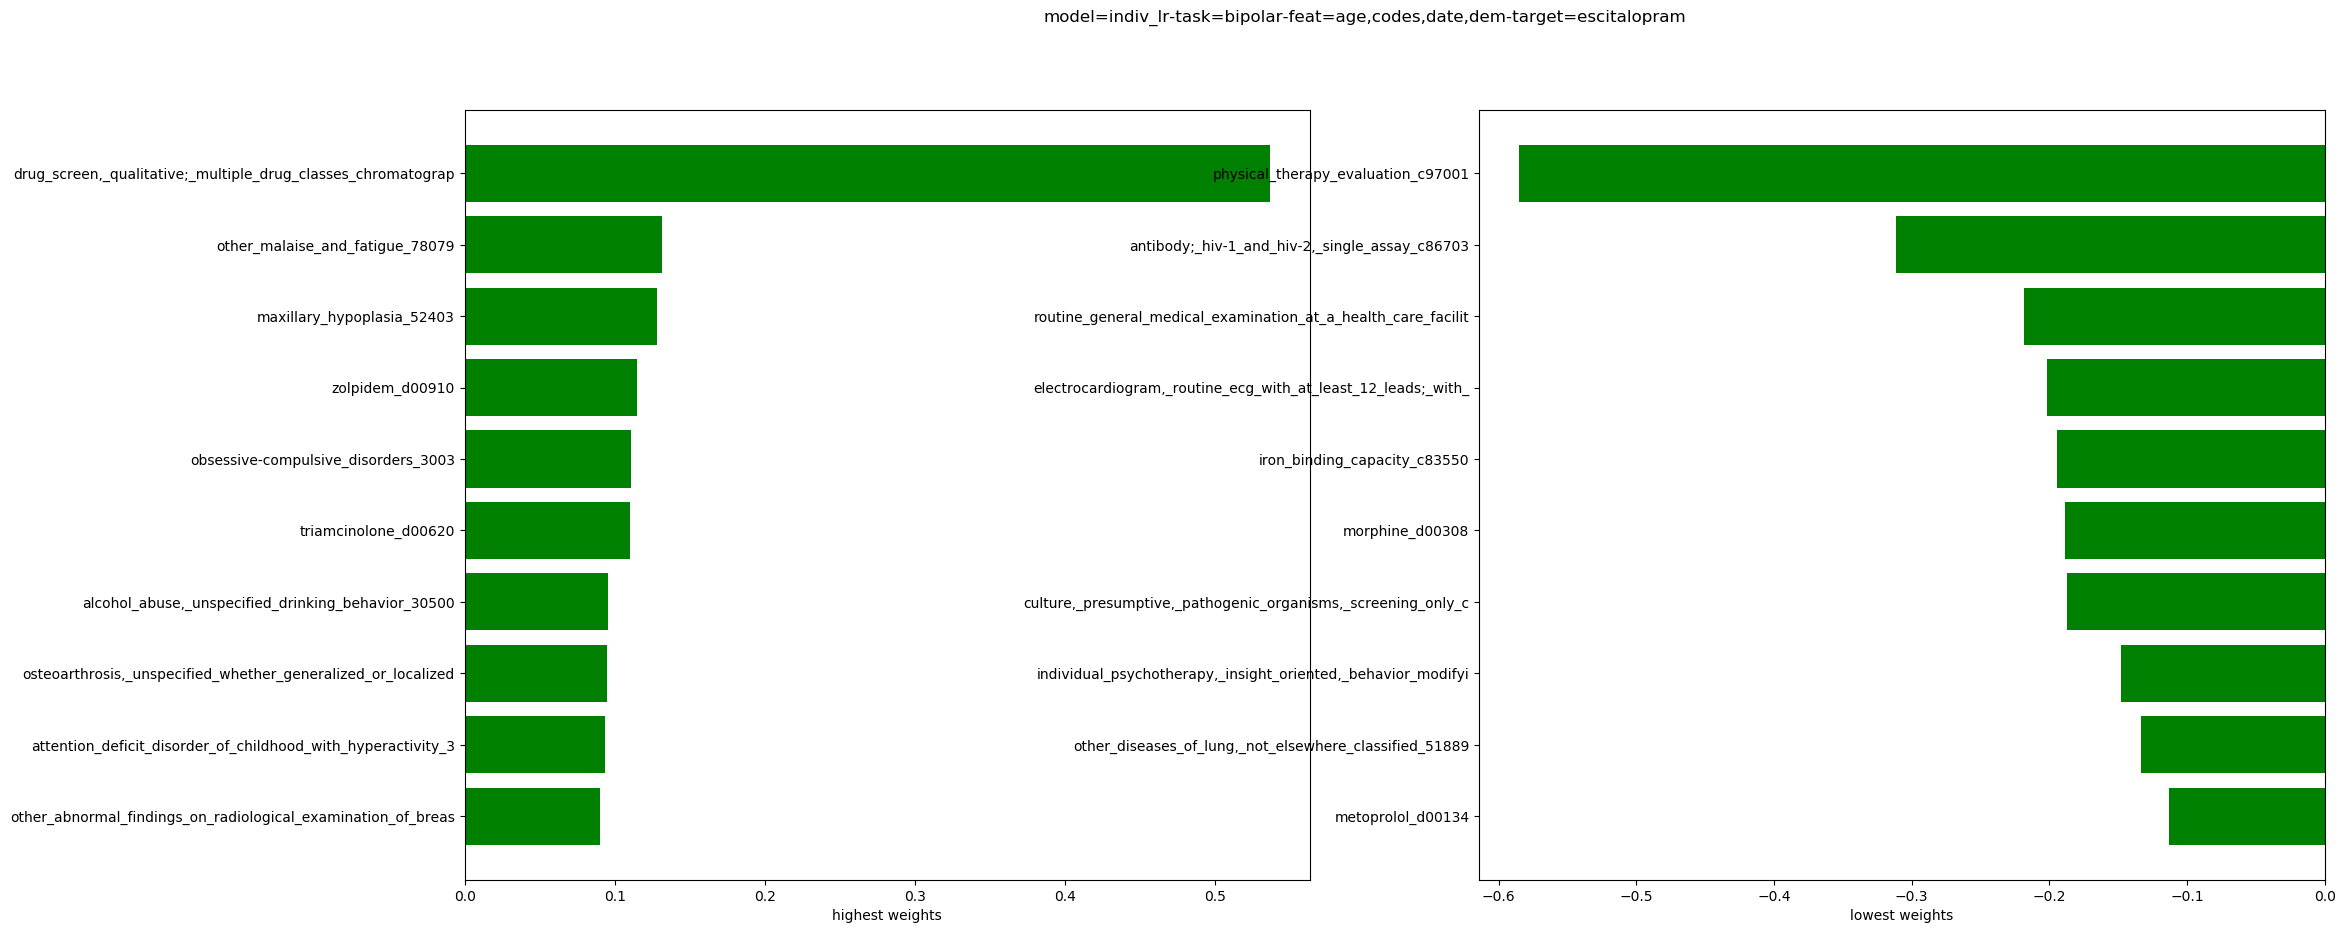 model=indiv_lr-task=bipolar-feat=age,codes,date,dem-target=escitalopram
drug_screen,_qualitative;_multiple_drug_classes_chromatograp
other_malaise_and_fatigue_78079
maxillary_hypoplasia_52403
zolpidem_d00910
obsessive-compulsive_disorders_3003
triamcinolone_d00620
alcohol_abuse,_unspecified_drinking_behavior_30500
osteoarthrosis,_unspecified_whether_generalized_or_localized
attention_deficit_disorder_of_childhood_with_hyperactivity_3
other_abnormal_findings_on_radiological_examination_of_breas
0.0 0.1 0.2 0.3 0.4 0.5
highest weights
physical_therapy_evaluation_c97001
antibody;_hiv-1_and_hiv-2,_single_assay_c86703
routine_general_medical_examination_at_a_health_care_facilit
electrocardiogram,_routine_ecg_with_at_least_12_leads;_with_
iron_binding_capacity_c83550
morphine_d00308
culture,_presumptive,_pathogenic_organisms,_screening_only_c
individual_psychotherapy,_insight_oriented,_behavior_modifyi
other_diseases_of_lung,_not_elsewhere_classified_51889
metoprolol_d00134
−0.6 −0.5 −0.4 −0.3 −0.2 −0.1 0.0
lowest weights